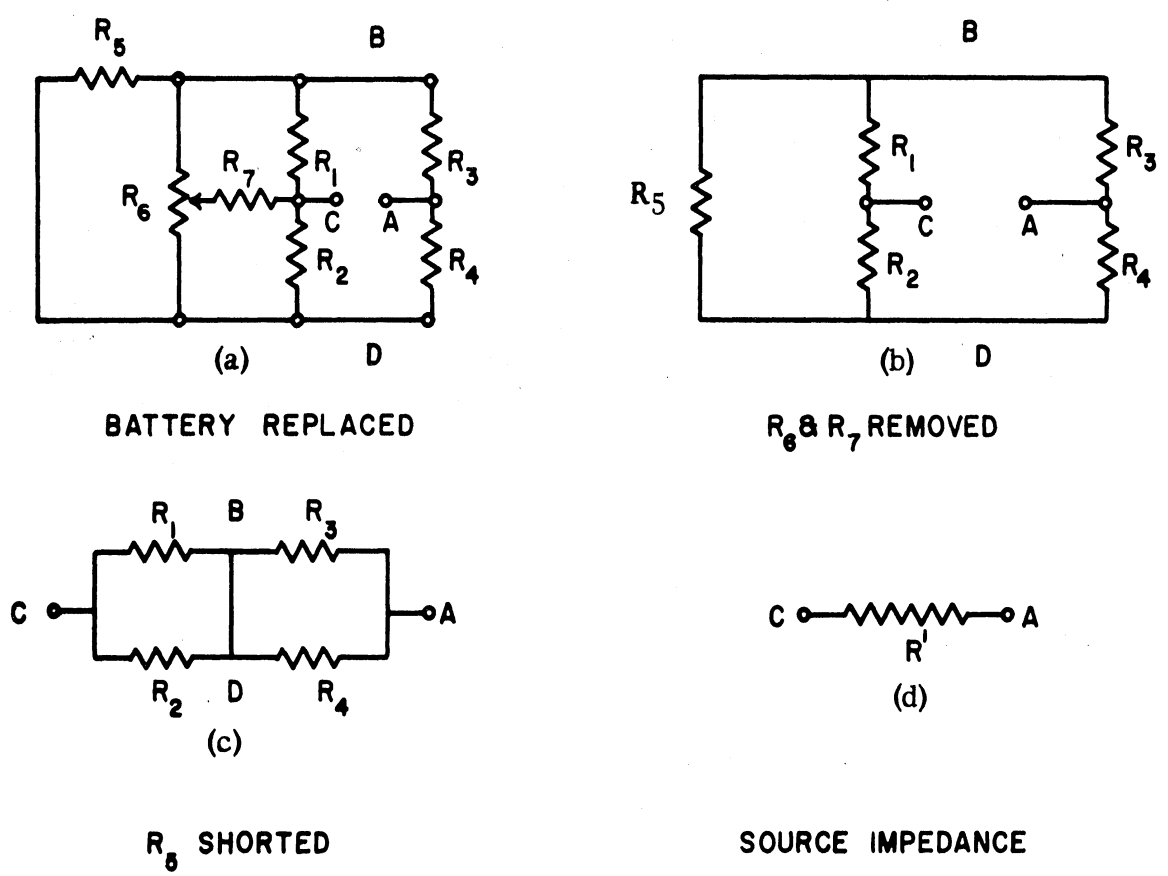 R5
B
R7
R1
R3
R6
C
A
R2
R4
(a)
D
BATTERY REPLACED
B
R1
R3
R5
C
A
R2
R4
(b)
D
R6 & R7 REMOVED
R1
B
R3
C
A
R2
D
R4
(c)
R5 SHORTED
C
A
R'
(d)
SOURCE IMPEDANCE